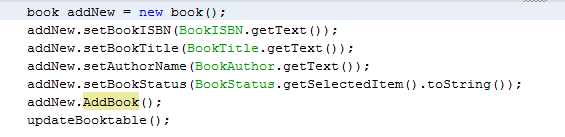 book addNew = new book();
addNew.setBookISBN(BookISBN.getText());
addNew.setBookTitle(BookTitle.getText());
addNew.setAuthorName(BookAuthor.getText());
addNew.setBookStatus(BookStatus.getSelectedItem().toString());
addNew.AddBook();
updateBooktable();